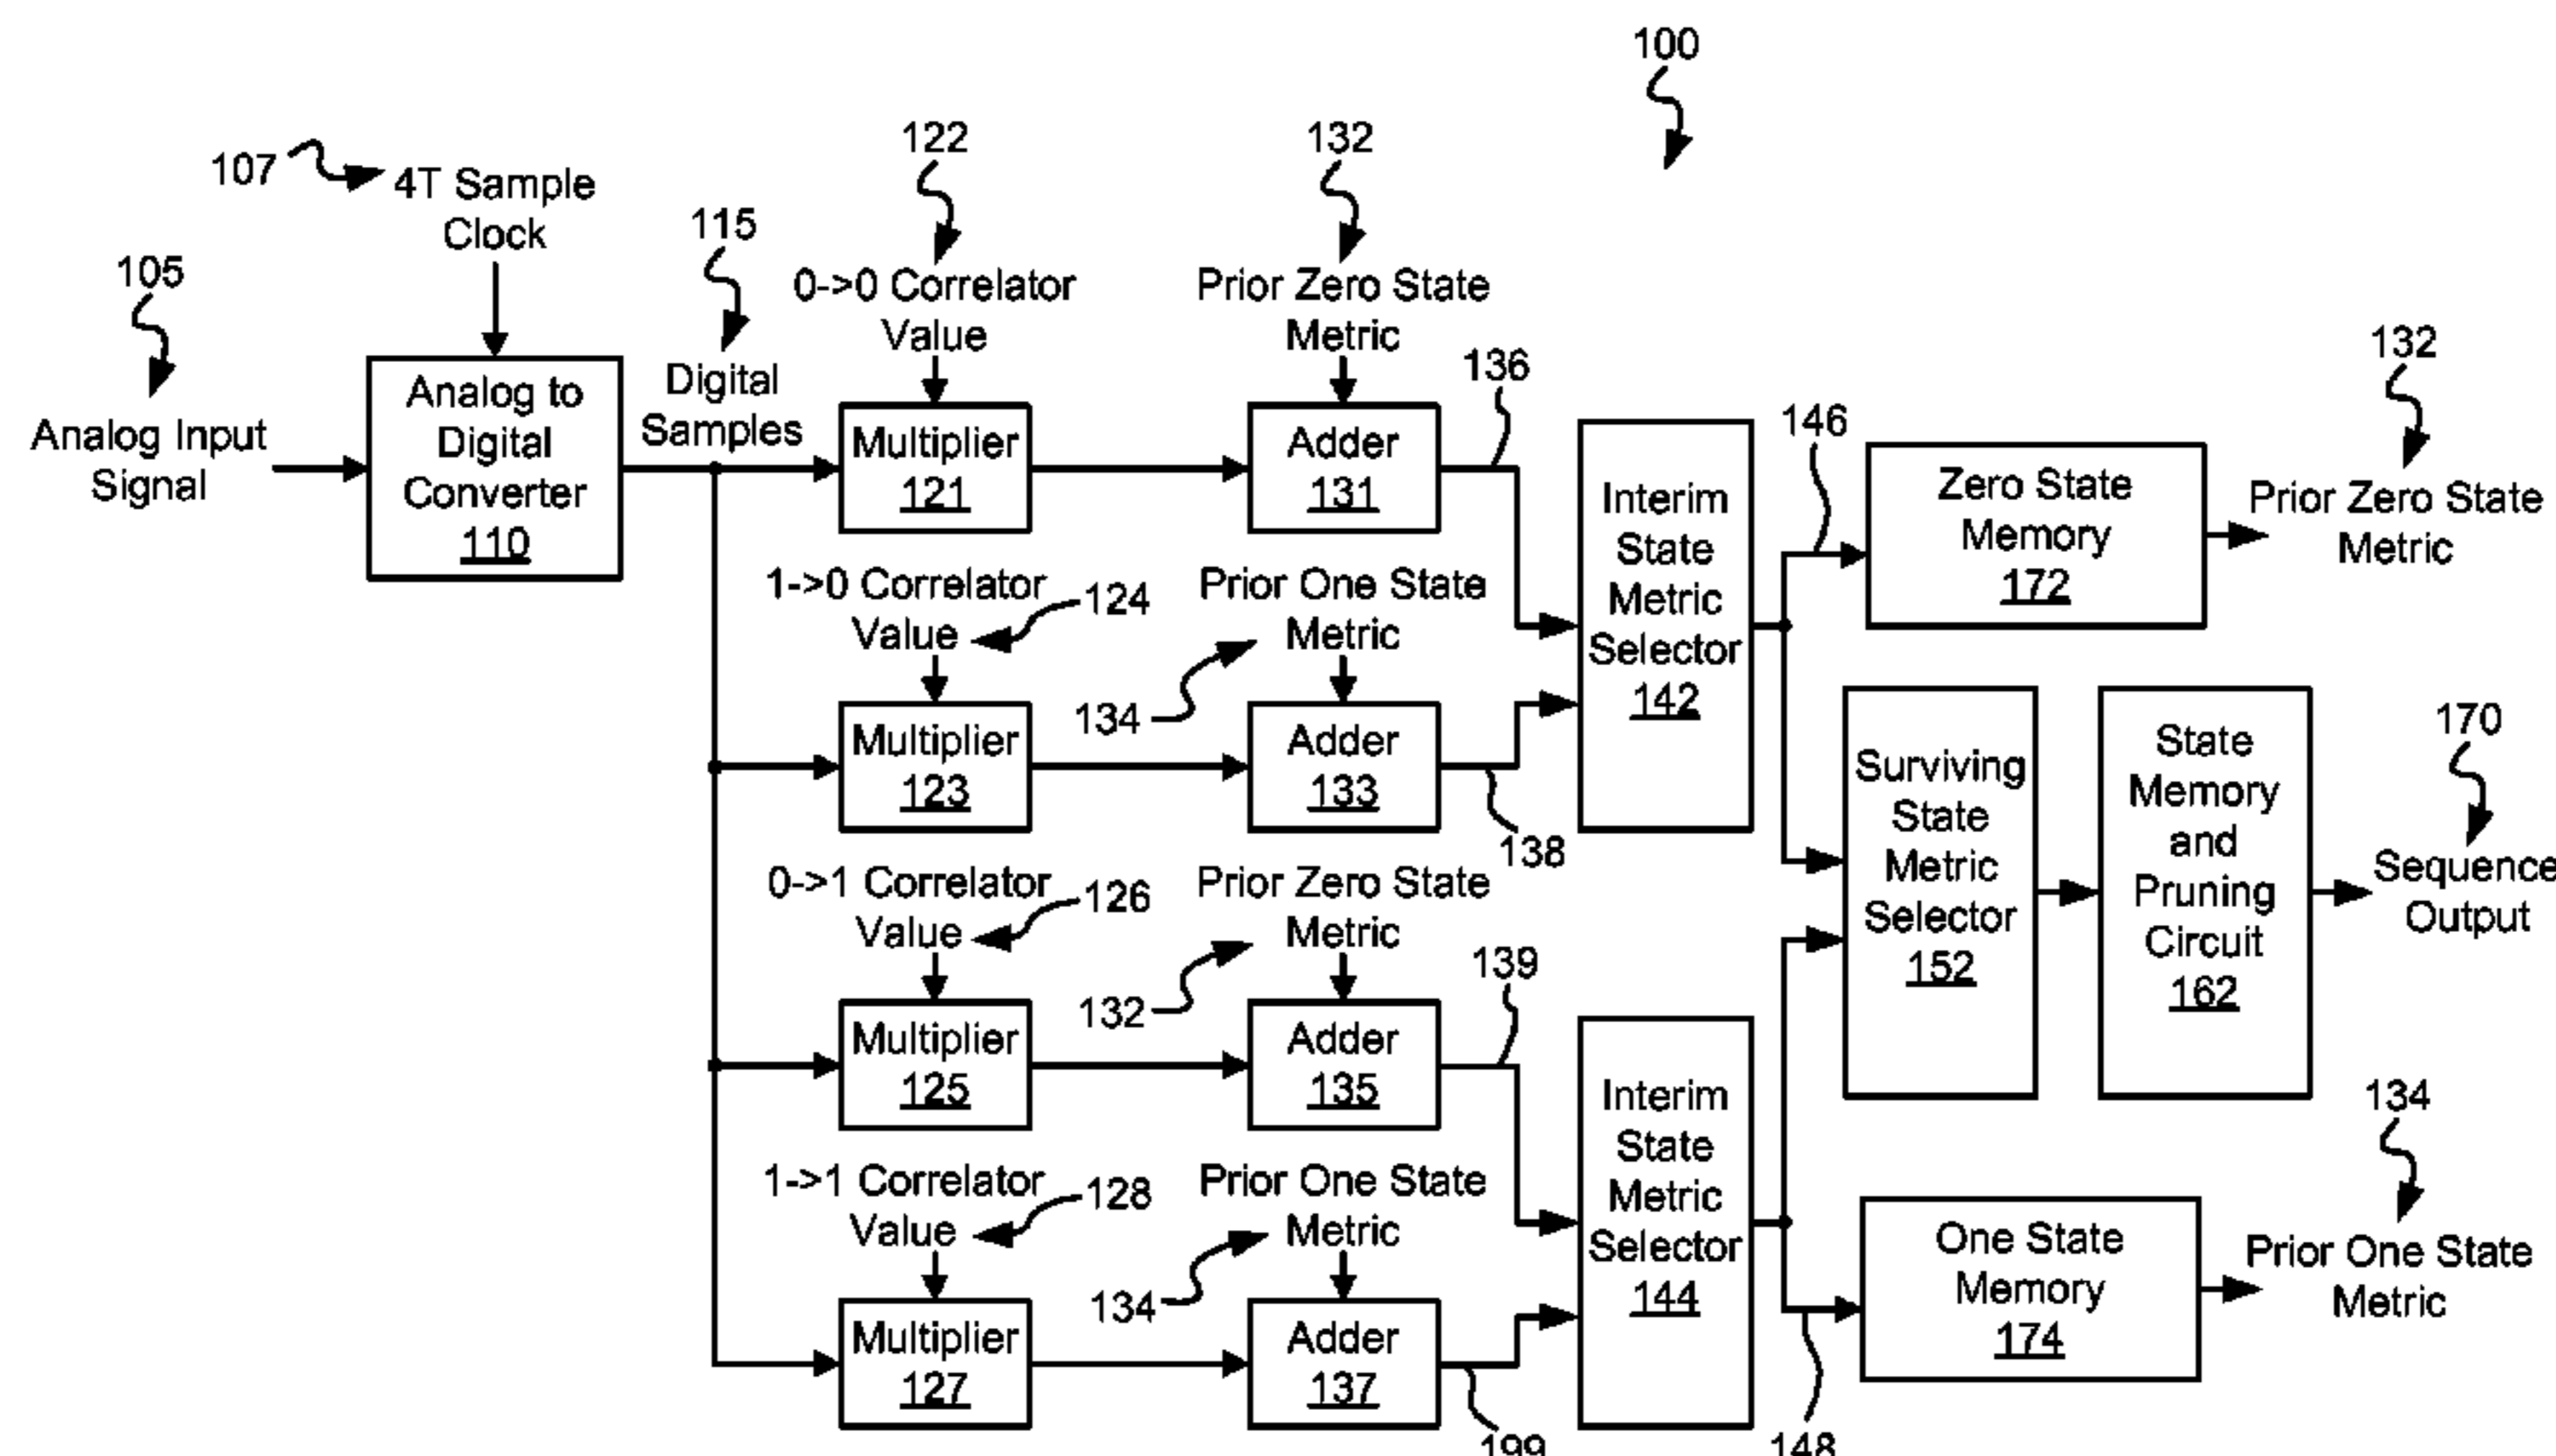 100
107
4T Sample
Clock
122
132
115
105
0->0 Correlator
Value
Prior Zero State
Metric
Analog Input
Signal
Analog to
Digital
Converter
110
Digital
Samples
Multiplier
121
Adder
131
136
Interim
State
Metric
Selector
142
146
Zero State
Memory
172
132
Prior Zero State
Metric
1->0 Correlator
Value
124
Prior One State
Metric
134
Multiplier
123
Adder
133
138
Surviving
State
Metric
Selector
152
State
Memory
and
Pruning
Circuit
162
170
Sequence
Output
0->1 Correlator
Value
126
Prior Zero State
Metric
132
139
Multiplier
125
Adder
135
Interim
State
Metric
Selector
144
134
1->1 Correlator
Value
128
Prior One State
Metric
134
Multiplier
127
Adder
137
199
148
One State
Memory
174
Prior One State
Metric